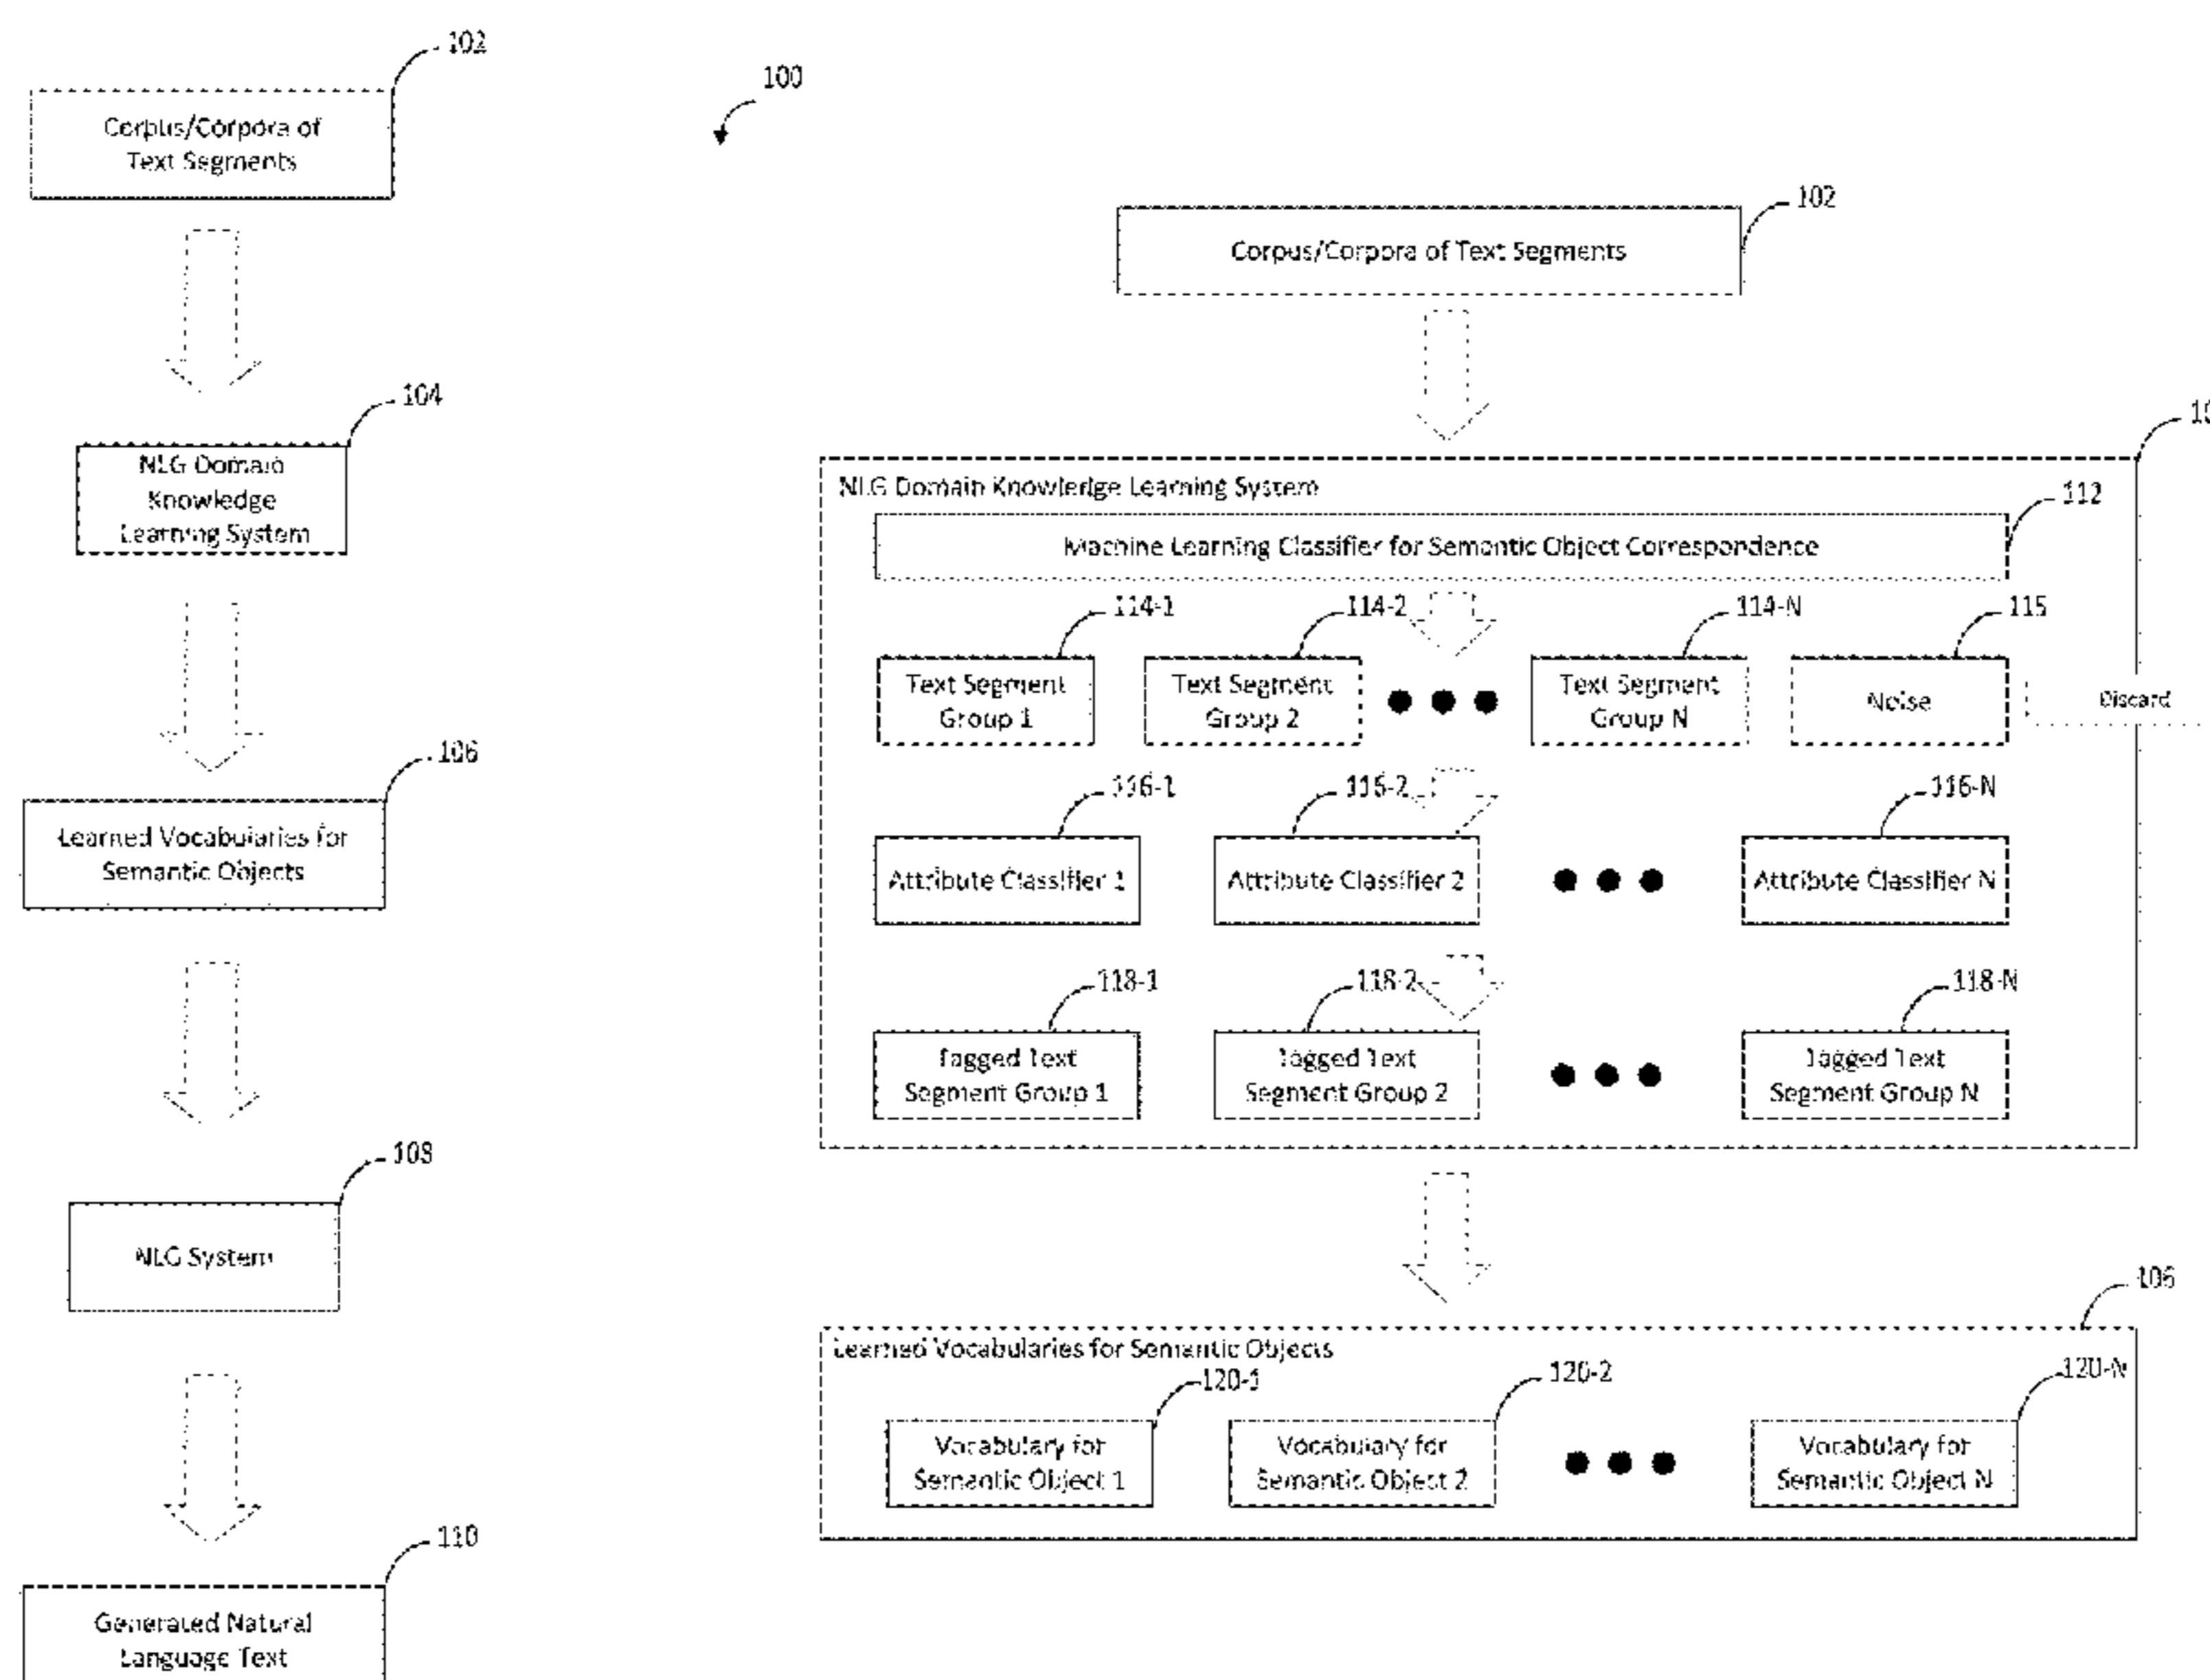 102
Corpus/Corpora of
Text Segments
104
NLG Domain
Knowledge
Learning System
106
Learned Vocabularies for
Semantic Objects
108
NLG System
110
Generated Natural
Language Text
100
102
Corpus/Corpora of Text Segments
10
NLG Domain Knowledge Learning System
112
Machine Learning Classifier for Semantic Object Correspondence
114-1
114-2
114-N
115
Text Segment
Group 1
Text Segment
Group 2
Text Segment
Group N
Noise
Discard
116-1
116-2
116-N
Attribute Classifier 1
Attribute Classifier 2
Attribute Classifier N
118-1
118-2
118-N
Tagged Text
Segment Group 1
Tagged Text
Segment Group 2
Tagged Text
Segment Group N
106
Learned Vocabularies for Semantic Objects
120-1
120-2
120-N
Vocabulary for
Semantic Object 1
Vocabulary for
Semantic Object 2
Vocabulary for
Semantic Object N